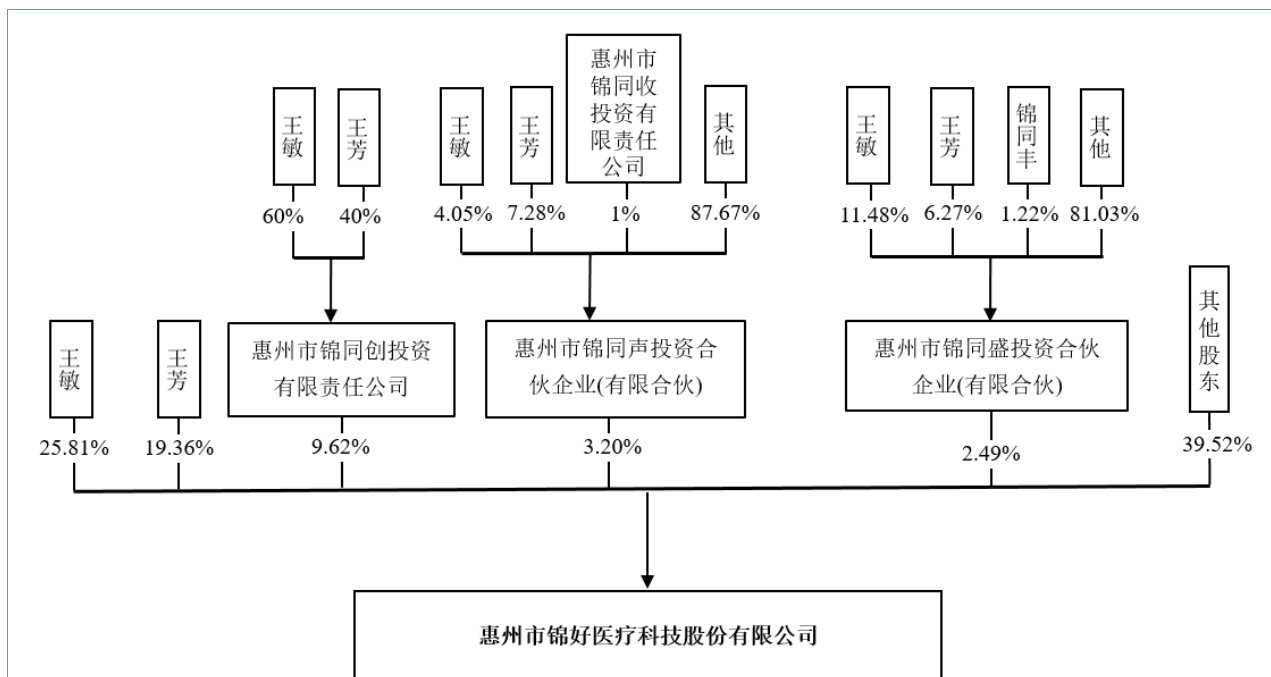 惠州市
锦同收
投资有
限责任
公司
王敏
王芳
王敏
王芳
其他
王敏
王芳
锦同丰
其他
60%
40%
4.05%
7.28%
1%
87.67%
11.48%
6.27%
1.22%
81.03%
王敏
王芳
惠州市锦同创投资
有限责任公司
惠州市锦同声投资合
伙企业(有限合伙)
惠州市锦同盛投资合伙
企业(有限合伙)
其他股东
25.81%
19.36%
9.62%
3.20%
2.49%
39.52%
惠州市锦好医疗科技股份有限公司